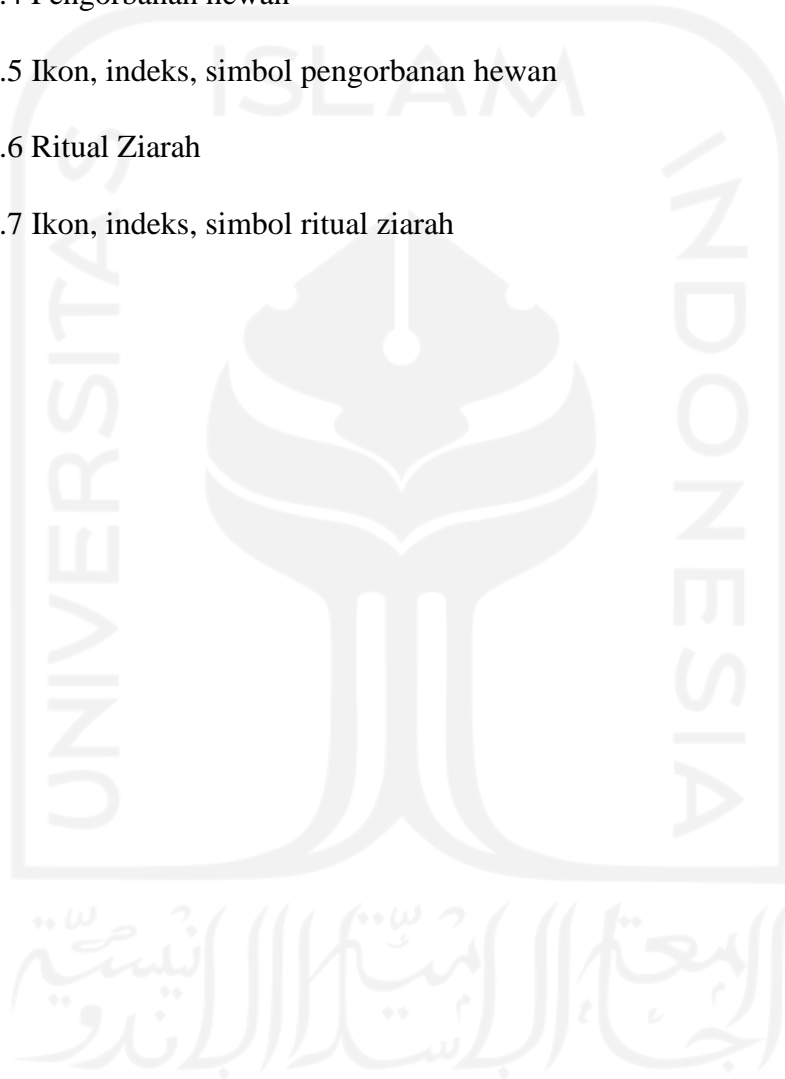 .4 Pengorbanan hewan
.5 Ikon, indeks, simbol pengorbanan hewan
.6 Ritual Ziarah
.7 Ikon, indeks, simbol ritual ziarah
ISLAM
UNIVERSITAS
INDONESIA